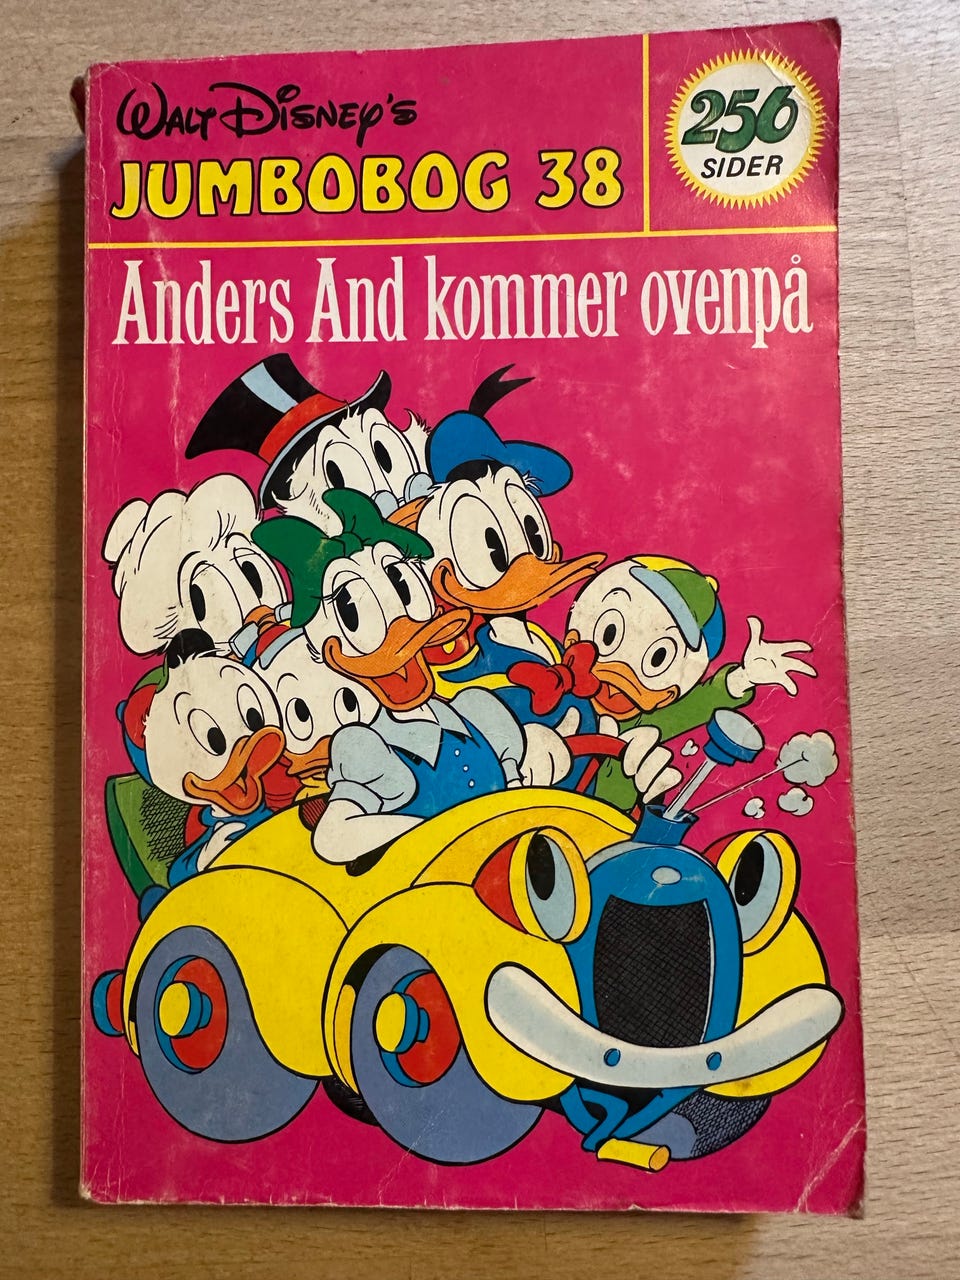 WALT DISNEY'S
JUMBOBOG 38
256
SIDER
Anders And kommer ovenpå